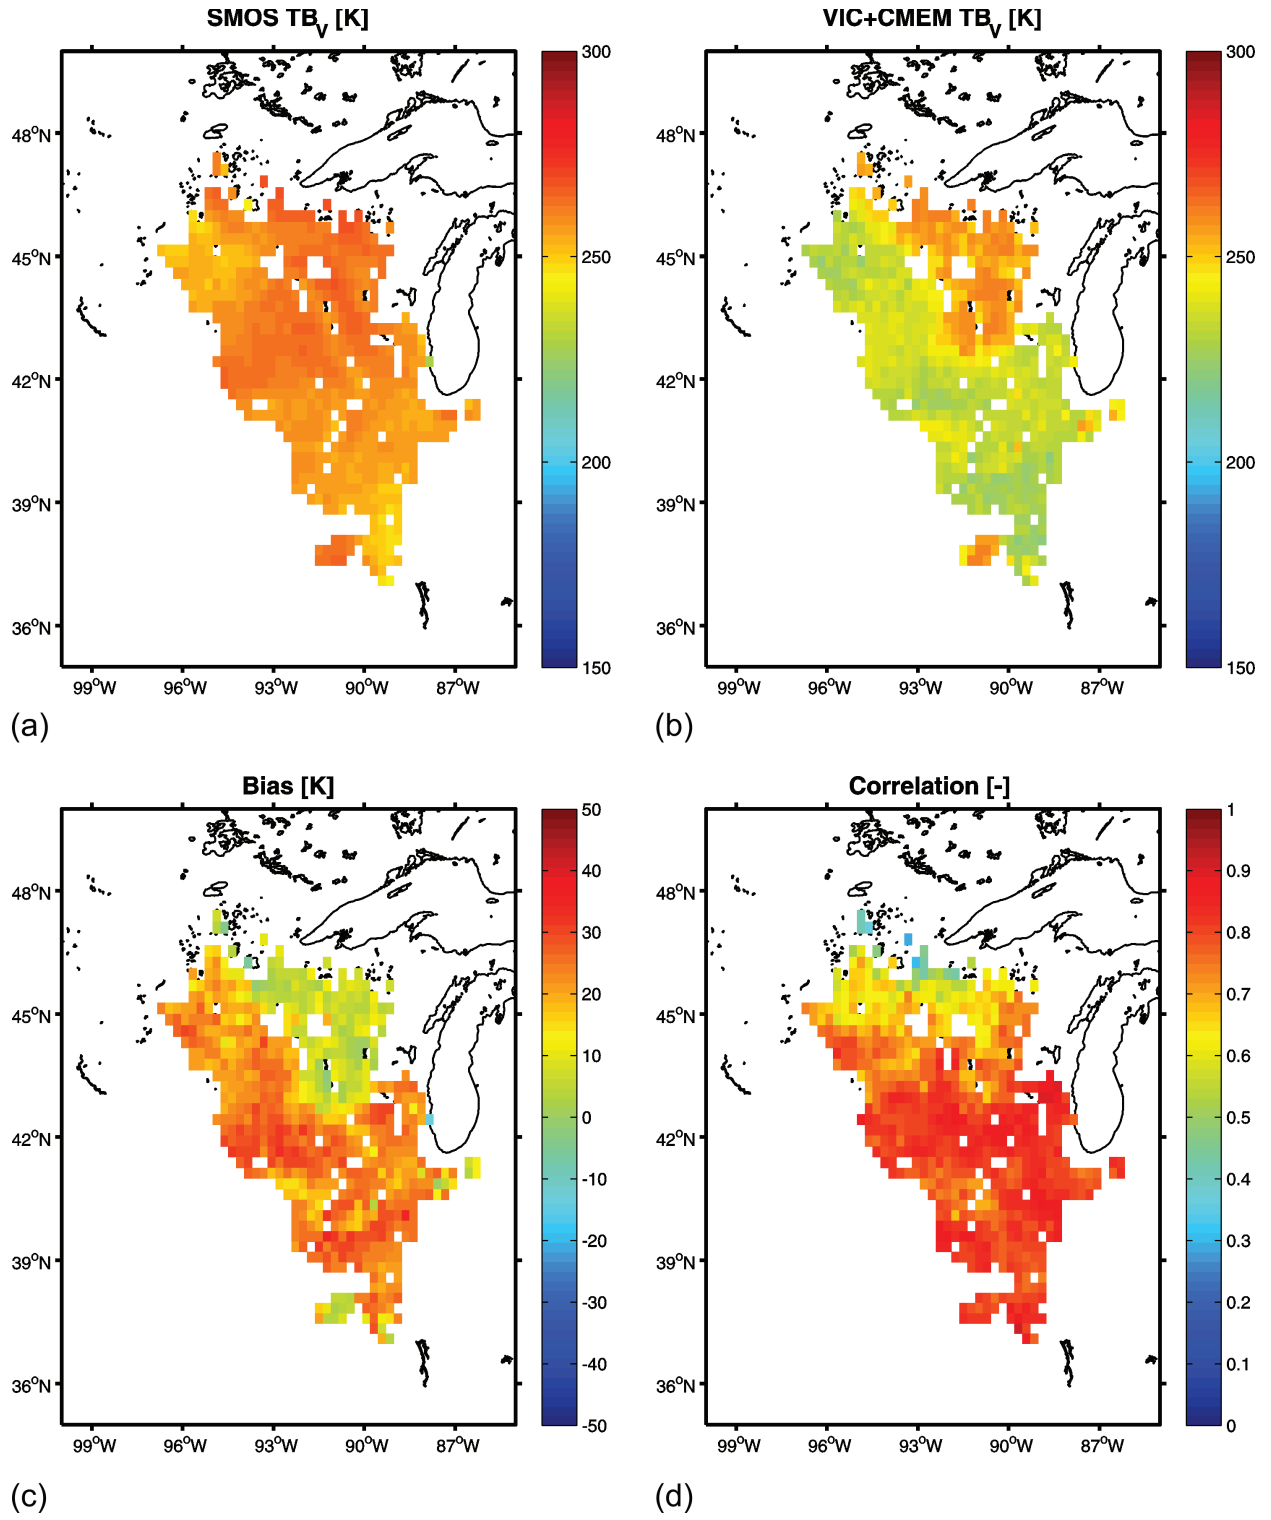 SMOS TBV [K]
VIC+CMEM TBV [K]
48°N
45°N
42°N
39°N
36°N
99°W 96°W 93°W 90°W 87°W
300
250
200
150
48°N
45°N
42°N
39°N
36°N
99°W 96°W 93°W 90°W 87°W
300
250
200
150
(a)
(b)
Bias [K]
Correlation [-]
48°N
45°N
42°N
39°N
36°N
99°W 96°W 93°W 90°W 87°W
50
40
30
20
10
0
-10
-20
-30
-40
-50
48°N
45°N
42°N
39°N
36°N
99°W 96°W 93°W 90°W 87°W
1
0.9
0.8
0.7
0.6
0.5
0.4
0.3
0.2
0.1
0
(c)
(d)